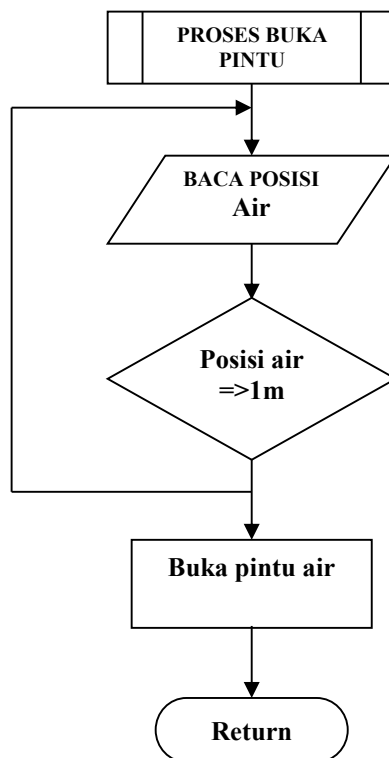 PROSES BUKA
PINTU
BACA POSISI
Air
Posisi air
=>1m
Buka pintu air
Return